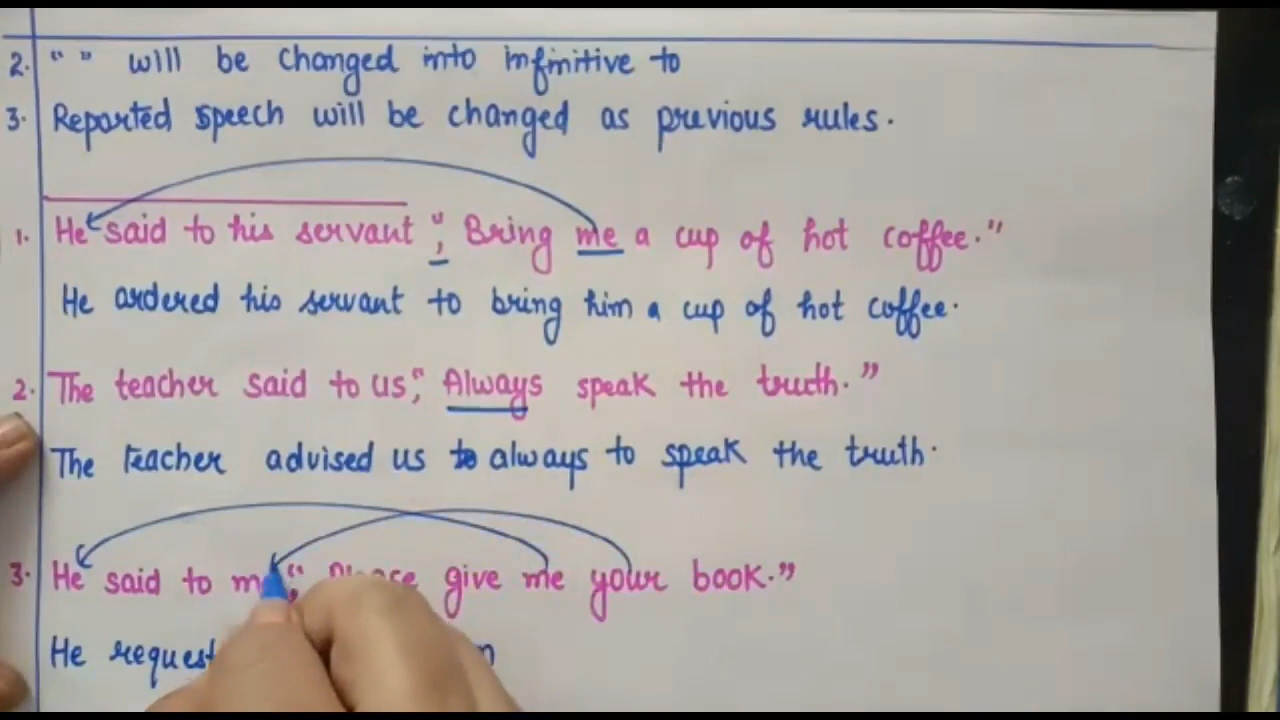 2. “ ” will be changed into infinitive to
3. Reported speech will be changed as previous rules.
1. He said to his servant “, Bring me a cup of hot coffee.”
He ardered his servant to bring him a cup of hot coffee.
2. The teacher said to us,“ Always speak the truth.”
The teacher advised us to always to speak the truth.
3. He said to me,“ Please give me your book.”
He